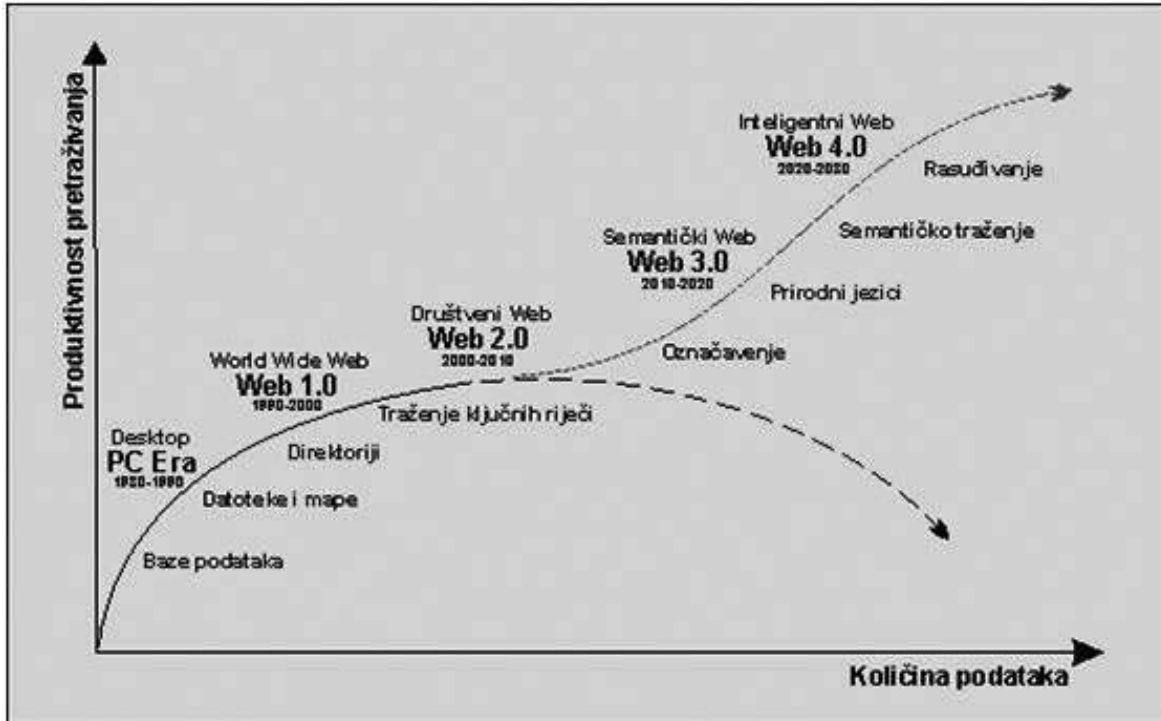 Produktivnost pretraživanja
Inteligentni Web
Web 4.0
2020-2030
Rasuđivanje
Semantičko traženje
Semantički Web
Web 3.0
2010-2020
Prirodni jezici
Društveni Web
Web 2.0
2000-2010
Označavenje
World Wide Web
Web 1.0
1990-2000
Traženje ključnih riječi
Desktop
PC Era
1980-1990
Direktoriji
Datoteke i mape
Baze podataka
Količina podataka